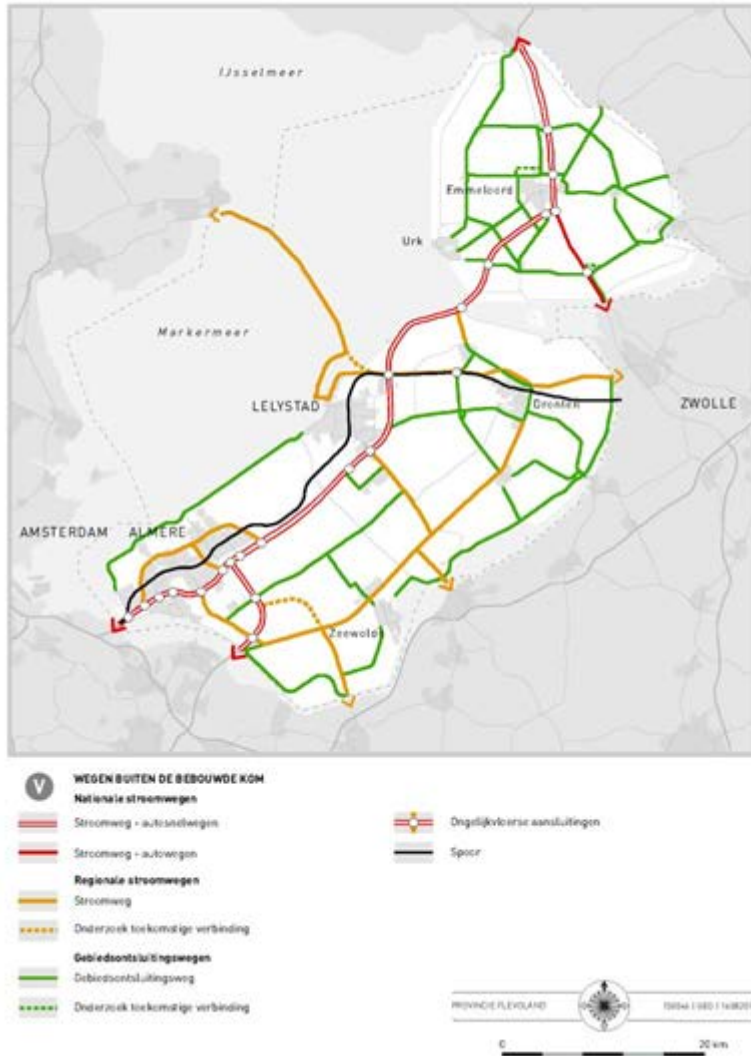 IJsselmeer
Emmeloord
Urk
Markermeer
LELYSTAD
Dronten
ZWOLLE
AMSTERDAM
ALMERE
Zeewolde
V
WEGEN BUITEN DE BEBOUWDE KOM
Nationale stroomwegen
Stroomweg - autosnelwegen
Stroomweg - autowegen
Regionale stroomwegen
Stroomweg
Onderzoek toekomstige verbinding
Gebiedsontsluitingswegen
Gebiedsontsluitingsweg
Onderzoek toekomstige verbinding
Ongelijkvloerse aansluitingen
Spoor
PROVINCIE FLEVOLAND
0
20 km